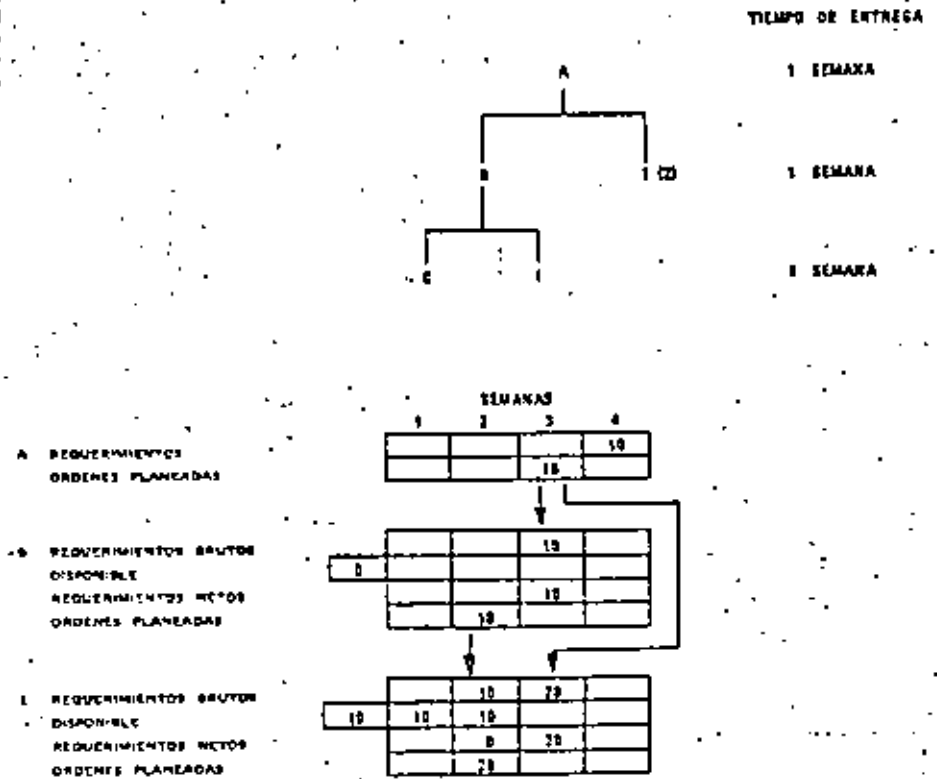 TIEMPO DE ENTREGA
A 1 SEMANA
(2) 1 SEMANA
C SEMANA
SEMANAS
1 2 3 4
A REQUERIMIENTOS 10
ORDENES PLANEADAS 10
B REQUERIMIENTOS BRUTOS 10
DISPONIBLE 0
REQUERIMIENTOS NETOS 10
ORDENES PLANEADAS 10
REQUERIMIENTOS BRUTOS 10 20
DISPONIBLE 10 10 10
REQUERIMIENTOS NETOS 0 20
ORDENES PLANEADAS 20